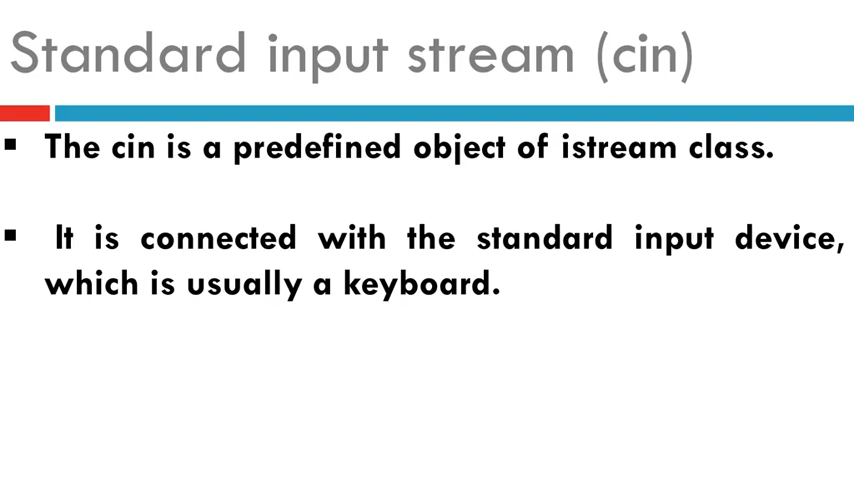 Standard input stream (cin)
▪ The cin is a predefined object of istream class.
▪ It is connected with the standard input device,
which is usually a keyboard.